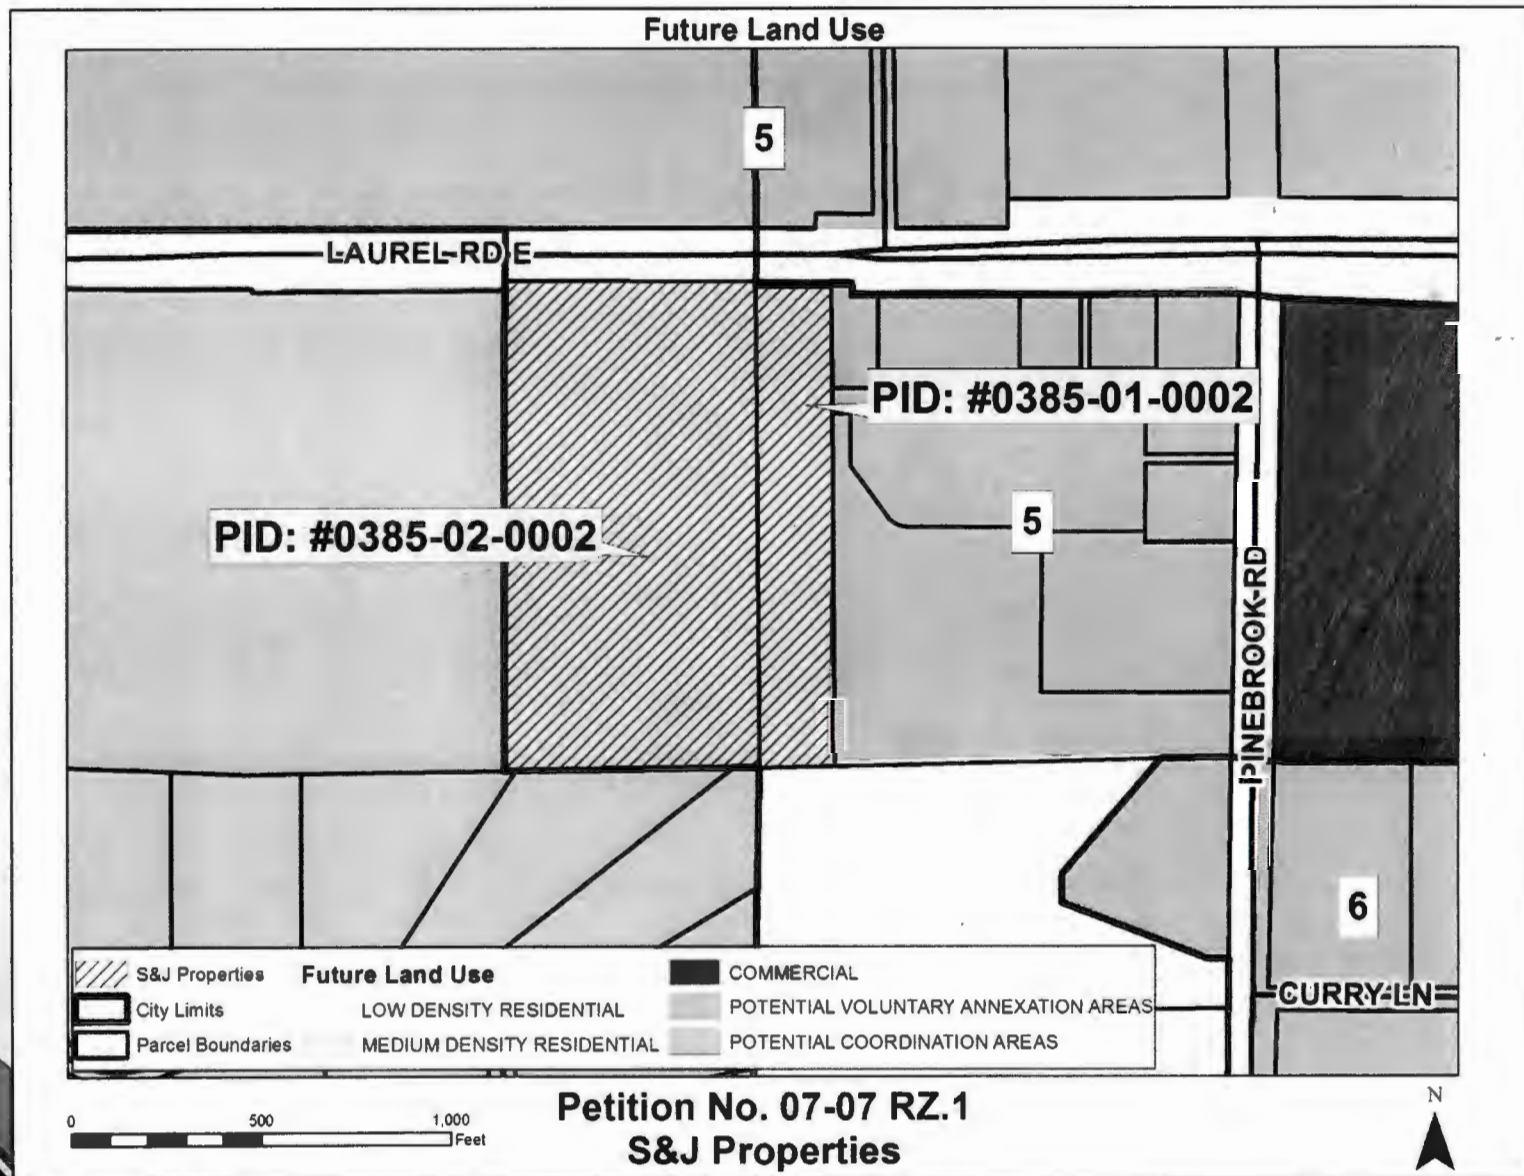 Future Land Use
5
LAUREL-RD E
PID: #0385-01-0002
PID: #0385-02-0002
5
PINEBROOK-RD
6
CURRY-LN
S&J Properties
City Limits
Parcel Boundaries
Future Land Use
LOW DENSITY RESIDENTIAL
MEDIUM DENSITY RESIDENTIAL
COMMERCIAL
POTENTIAL VOLUNTARY ANNEXATION AREAS
POTENTIAL COORDINATION AREAS
0 500 1,000
Feet
Petition No. 07-07 RZ.1
S&J Properties
N